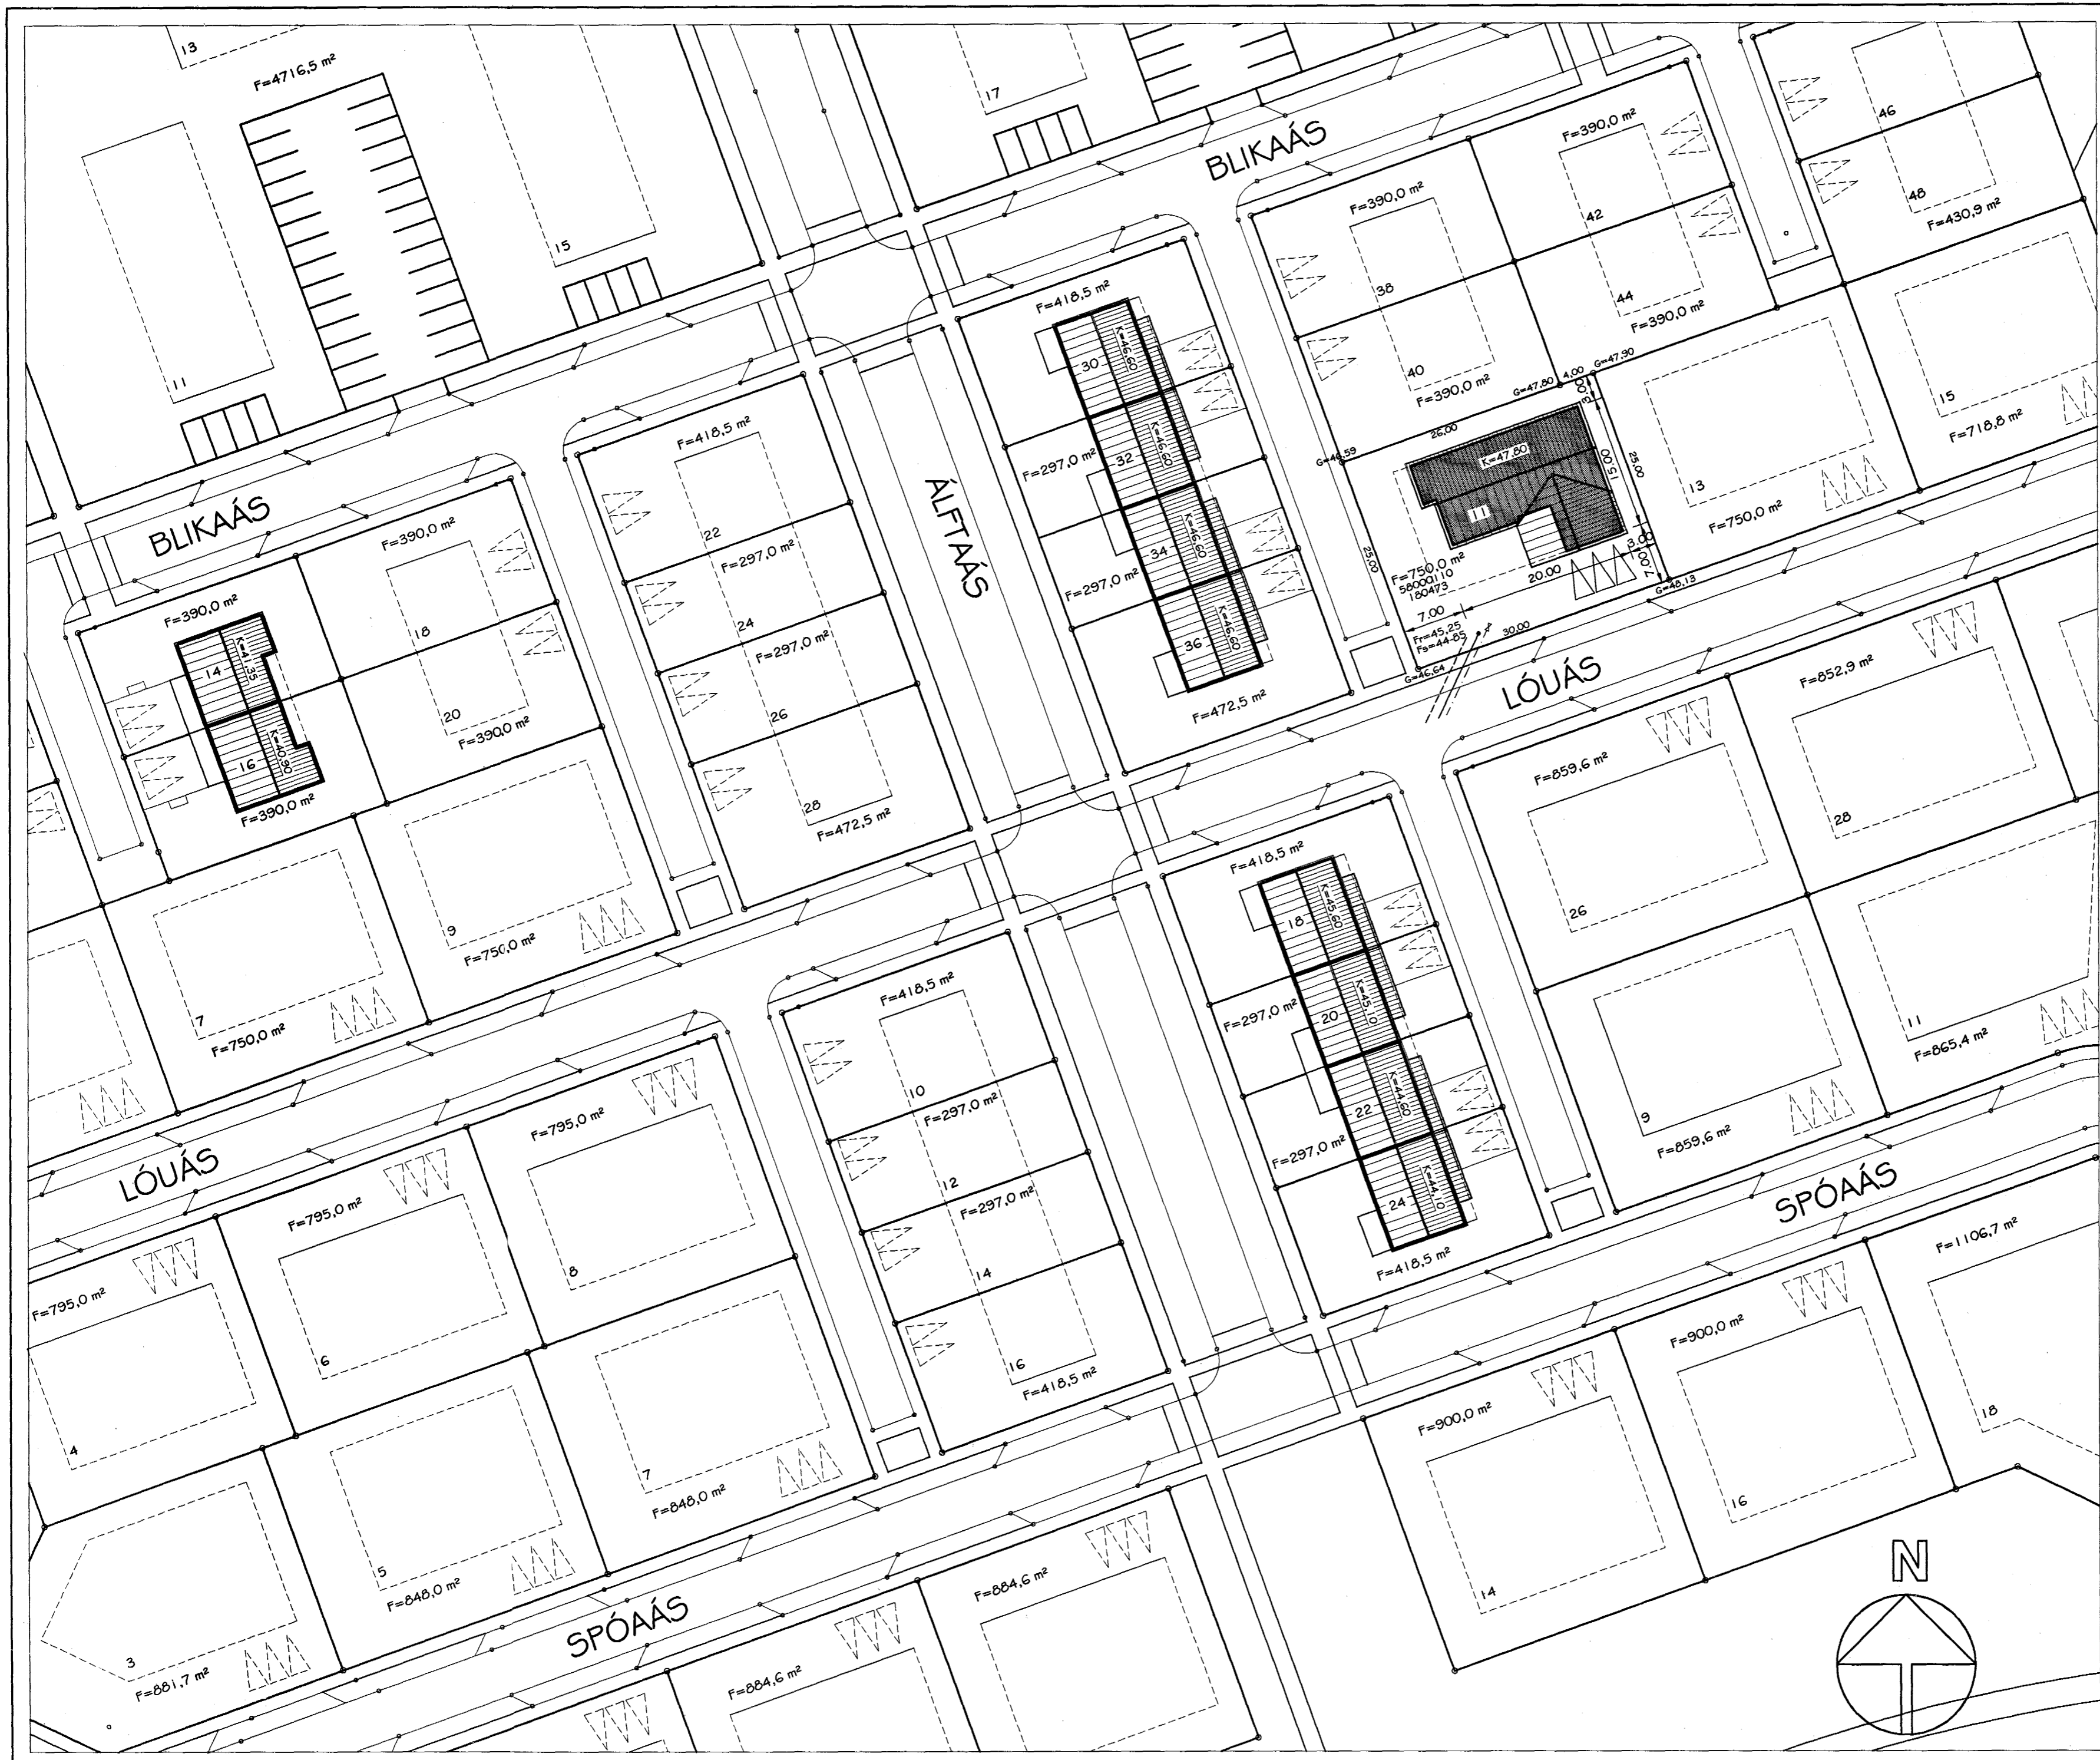 13
F=4716,5 m²
17
46
48
F=430,9 m²
BLIKAÁS
F=390,0 m²
42
44
F=390,0 m²
F=390,0 m²
38
40
F=390,0 m²
15
11
15
F=718,8 m²
13
F=750,0 m²
F=418,5 m²
30
K=46,60
F=297,0 m²
32
K=46,60
F=297,0 m²
34
K=46,60
36
K=46,60
F=472,5 m²
G=47,90
G=47,80
4,00
3,00
26,00
G=46,59
K=47,80
11
15,00
25,00
25,00
3,00
7,00
20,00
F=750,0 m²
58000110
180473
7,00
Fr=45,25
Fs=44,85
30,00
G=46,64
G=48,13
ÁLFTAÁS
F=418,5 m²
22
F=297,0 m²
24
F=297,0 m²
26
28
F=472,5 m²
BLIKAÁS
F=390,0 m²
14
K=41,35
16
K=40,90
F=390,0 m²
F=390,0 m²
18
20
F=390,0 m²
9
F=750,0 m²
7
F=750,0 m²
LÓUÁS
F=852,9 m²
28
F=859,6 m²
26
11
F=865,4 m²
9
F=859,6 m²
F=418,5 m²
18
K=45,60
F=297,0 m²
20
K=45,10
F=297,0 m²
22
K=44,60
24
K=44,10
F=418,5 m²
F=418,5 m²
10
F=297,0 m²
12
F=297,0 m²
14
16
F=418,5 m²
LÓUÁS
F=795,0 m²
8
F=795,0 m²
6
F=795,0 m²
4
7
F=848,0 m²
5
F=848,0 m²
3
F=881,7 m²
SPÓAÁS
F=1106,7 m²
18
F=900,0 m²
16
F=900,0 m²
14
SPÓAÁS
F=884,6 m²
F=884,6 m²
N